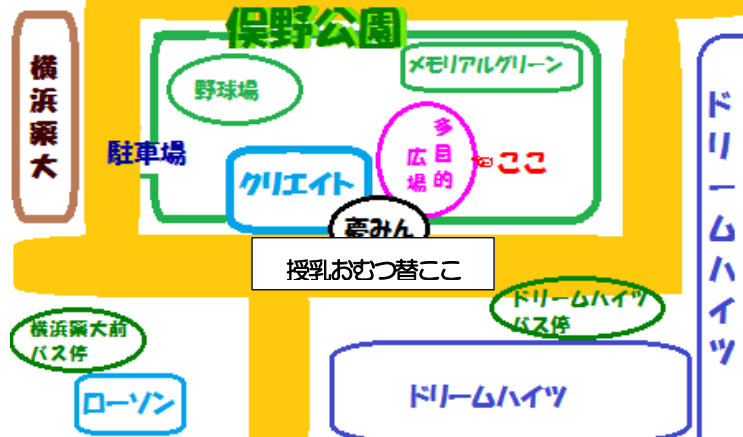 俣野公園
横浜薬大
野球場
メモリアルグリーン
ドリームハイツ
駐車場
多目的
広場
☜ここ
クリエイト
夢みん
授乳おむつ替ここ
ドリームハイツ
バス停
横浜薬大前
バス停
ローソン
ドリームハイツ